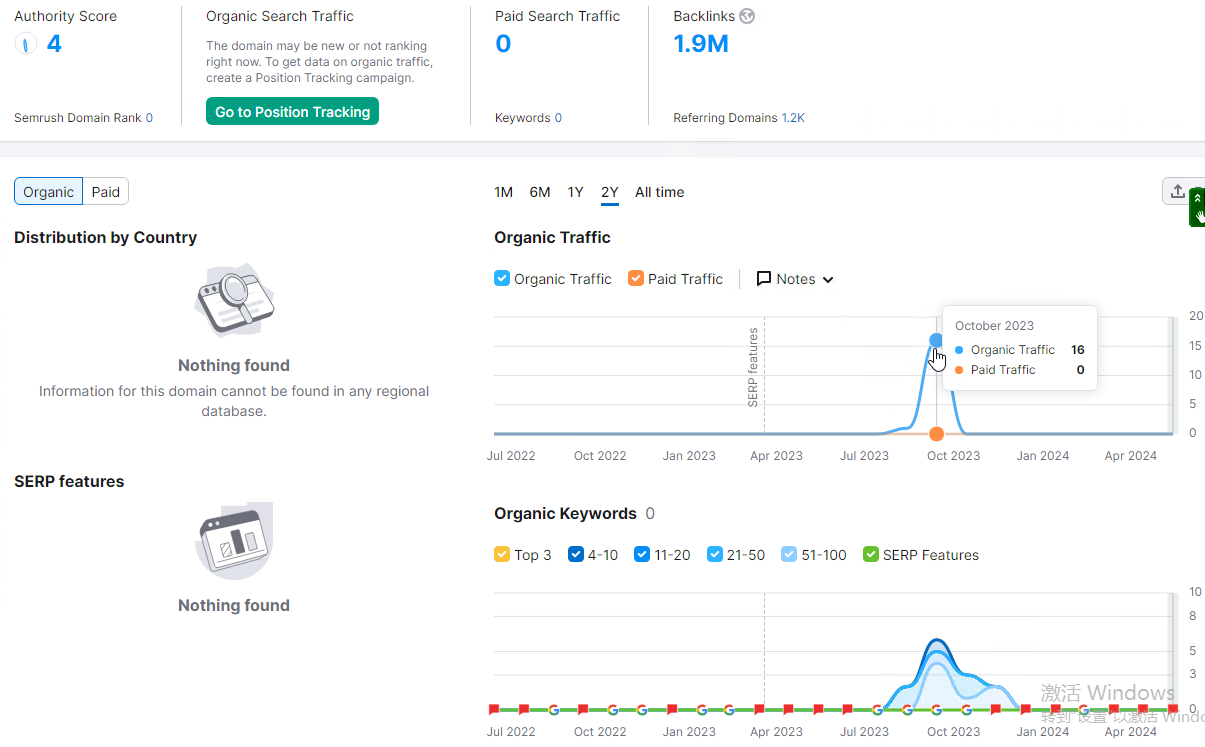 Authority Score
4
Semrush Domain Rank 0
Organic Search Traffic
The domain may be new or not ranking
right now. To get data on organic traffic,
create a Position Tracking campaign.
Go to Position Tracking
Paid Search Traffic
0
Keywords 0
Backlinks
1.9M
Referring Domains 1.2K
Organic Paid
Distribution by Country
Nothing found
Information for this domain cannot be found in any regional
database.
SERP features
Nothing found
1M 6M 1Y 2Y All time
Organic Traffic
Organic Traffic Paid Traffic Notes
SERP features
October 2023
Organic Traffic 16
Paid Traffic 0
20
15
10
5
0
Jul 2022 Oct 2022 Jan 2023 Apr 2023 Jul 2023 Oct 2023 Jan 2024 Apr 2024
Organic Keywords 0
Top 3 4-10 11-20 21-50 51-100 SERP Features
10
8
5
3
0
激活 Windows
转到"设置"以激活 Windo
Jul 2022 Oct 2022 Jan 2023 Apr 2023 Jul 2023 Oct 2023 Jan 2024 Apr 2024